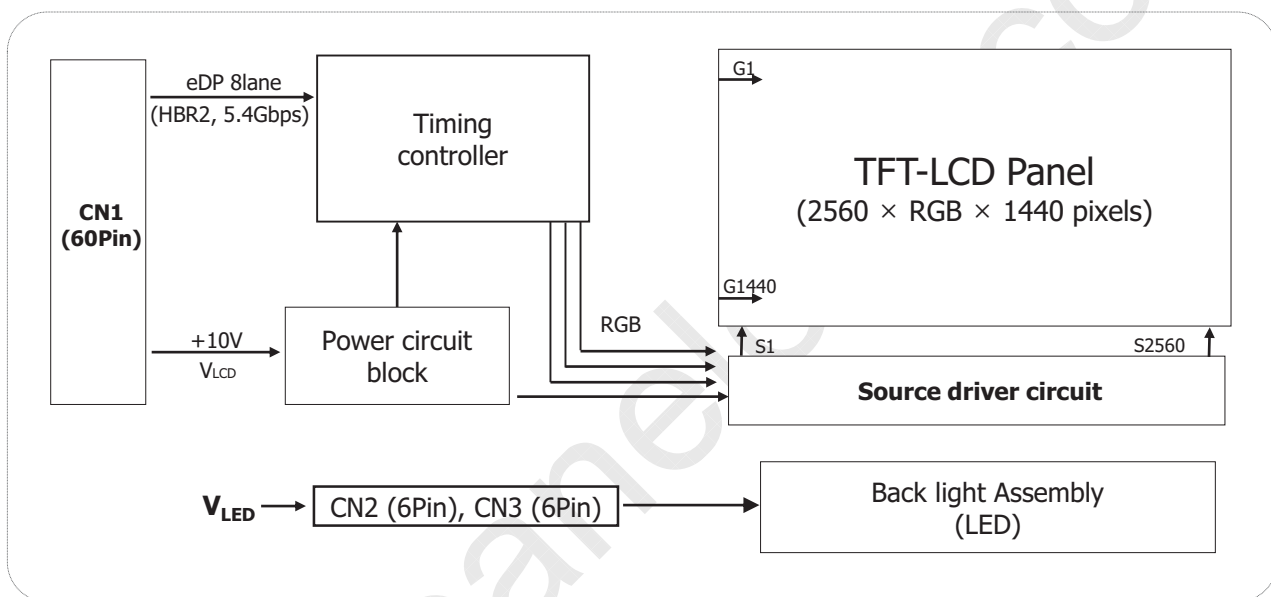 eDP 8lane
(HBR2, 5.4Gbps)
Timing
controller
G1
TFT-LCD Panel
(2560 × RGB × 1440 pixels)
CN1
(60Pin)
G1440
+10V
VLCD
Power circuit
block
RGB
S1
S2560
Source driver circuit
VLED
CN2 (6Pin), CN3 (6Pin)
Back light Assembly
(LED)